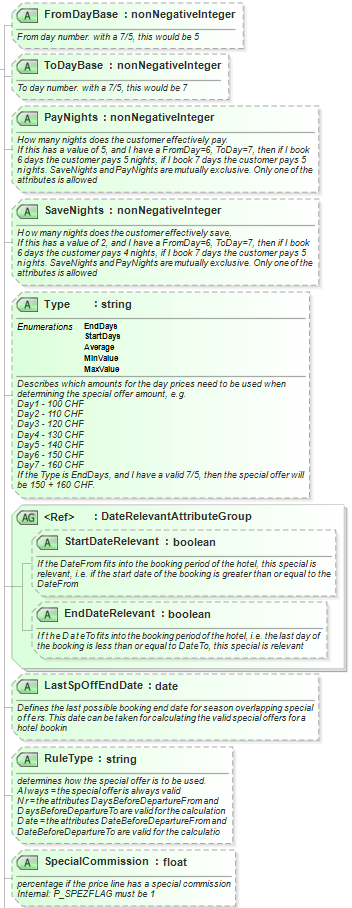 A FromDayBase : nonNegativeInteger
From day number. with a 7/5, this would be 5
A ToDayBase : nonNegativeInteger
To day number. with a 7/5, this would be 7
A PayNights : nonNegativeInteger
How many nights does the customer effectively pay.
If this has a value of 5, and I have a FromDay=6, ToDay=7, then if I book
6 days the customer pays 5 nights, if I book 7 days the customer pays 5
nights. SaveNights and PayNights are mutually exclusive. Only one of the
attributes is allowed
A SaveNights : nonNegativeInteger
How many nights does the customer effectively save,
If this has a value of 2, and I have a FromDay=6, ToDay=7, then if I book
6 days the customer pays 4 nights, if I book 7 days the customer pays 5
nights. SaveNights and PayNights are mutually exclusive. Only one of the
attributes is allowed
A Type : string
Enumerations EndDays
StartDays
Average
MinValue
MaxValue
Describes which amounts for the day prices need to be used when
determining the special offer amount, e.g.
Day1 - 100 CHF
Day2 - 110 CHF
Day3 - 120 CHF
Day4 - 130 CHF
Day5 - 140 CHF
Day6 - 150 CHF
Day7 - 160 CHF
If the Type is EndDays, and I have a valid 7/5, then the special offer will
be 150 + 160 CHF.
AG <Ref> : DateRelevantAttributeGroup
A StartDateRelevant : boolean
If the DateFrom fits into the booking period of the hotel, this special is
relevant, i.e. if the start date of the booking is greater than or equal to the
DateFrom
A EndDateRelevant : boolean
If the DateTo fits into the booking period of the hotel, i.e. the last day of
the booking is less than or equal to DateTo, this special is relevant
A LastSpOffEndDate : date
Defines the last possible booking end date for season overlapping special
offers. This date can be taken for calculating the valid special offers for a
hotel bookin
A RuleType : string
determines how the special offer is to be used.
Always = the special offer is always valid
Nr = the attributes DaysBeforeDepartureFrom and
DaysBeforeDepartureTo are valid for the calculation
Date = the attributes DateBeforeDepartureFrom and
DateBeforeDepartureTo are valid for the calculatio
A SpecialCommission : float
percentage if the price line has a special commission
Internal: P_SPEZFLAG must be 1